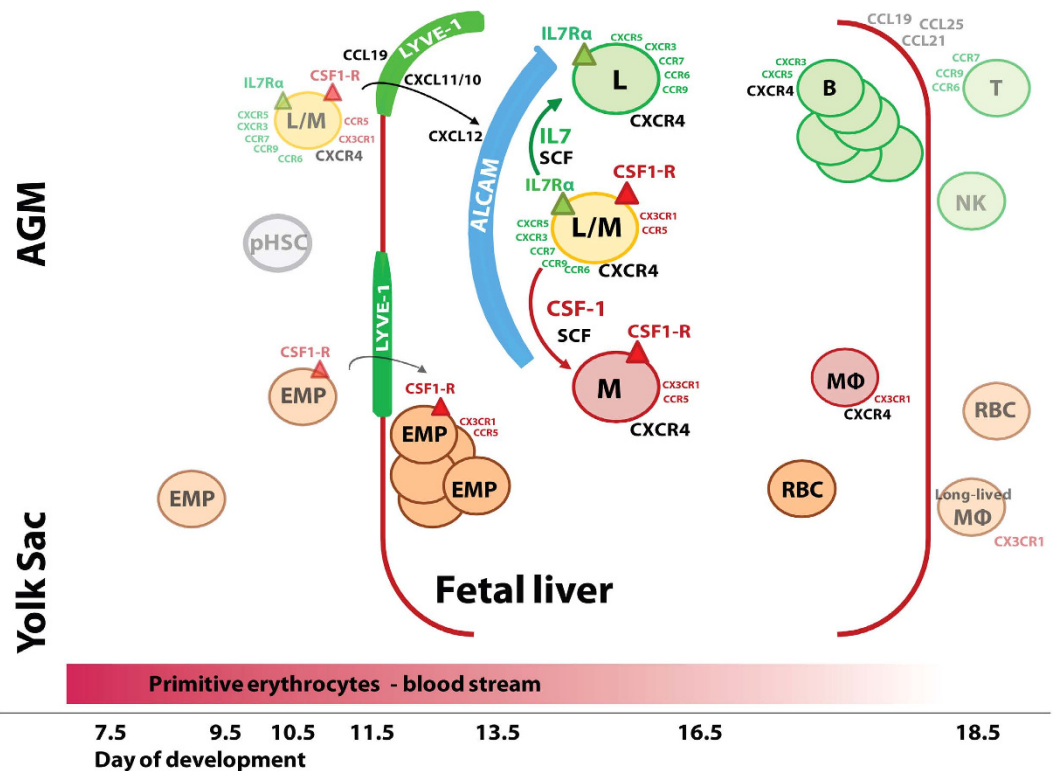 AGM
Yolk Sac
IL7Rα
CSF1-R
CXCR5
CXCR3
CCR7
CCR9
CCR6
L/M
CCR5
CX3CR1
CXCR4
pHSC
CSF1-R
EMP
EMP
CCL19
LYVE-1
CXCL11/10
CXCL12
ALCAM
LYVE-1
CSF1-R
CX3CR1
CCR5
EMP
EMP
IL7Rα
CXCR5
CXCR3
CCR7
CCR6
CCR9
L
CXCR4
IL7
SCF
IL7Rα
CSF1-R
CXCR5
CXCR3
CCR7
CCR9
CCR6
L/M
CX3CR1
CCR5
CXCR4
CSF-1
SCF
CSF1-R
M
CX3CR1
CCR5
CXCR4
CXCR3
CXCR5
CXCR4
B
MΦ
CX3CR1
CXCR4
RBC
CCL19
CCL25
CCL21
CCR7
CCR9
CCR6
T
NK
RBC
Long-lived
MΦ
CX3CR1
Fetal liver
Primitive erythrocytes - blood stream
7.5 9.5 10.5 11.5 13.5 16.5 18.5
Day of development